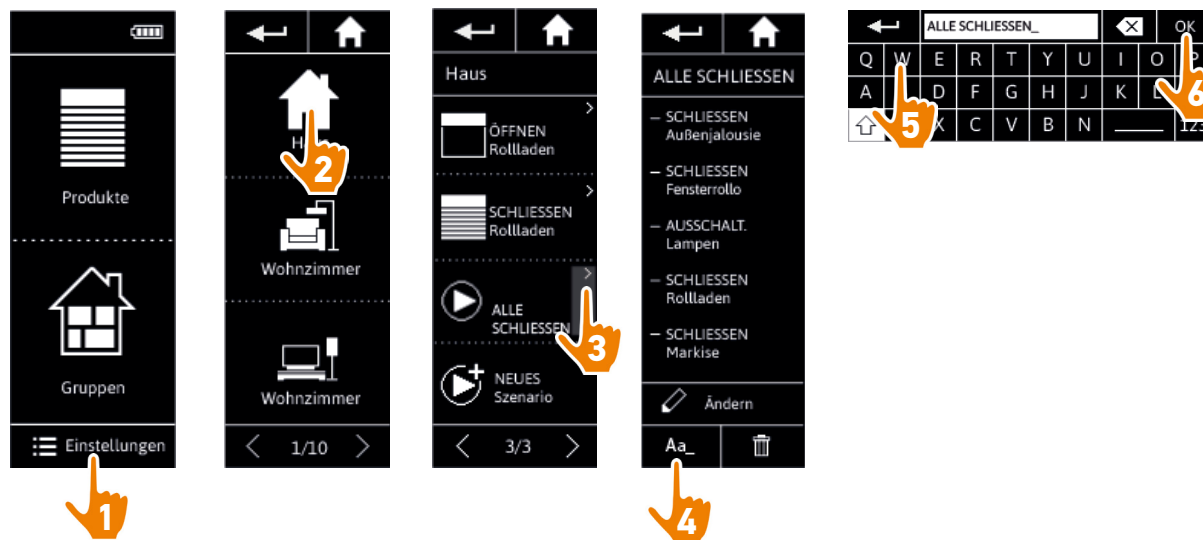 Produkte
Gruppen
Einstellungen
1
2
Wohnzimmer
Wohnzimmer
1/10
Haus
ÖFFNEN
Rollladen
SCHLIESSEN
Rollladen
ALLE
SCHLIESSEN
3
NEUES
Szenario
3/3
ALLE SCHLIESSEN
– SCHLIESSEN
Außenjalousie
– SCHLIESSEN
Fensterrollo
– AUSSCHALT.
Lampen
– SCHLIESSEN
Rollladen
– SCHLIESSEN
Markise
Ändern
Aa_
4
ALLE SCHLIESSEN_ OK
Q W E R T Y U I O P
A D F G H J K
X C V B N
5
6